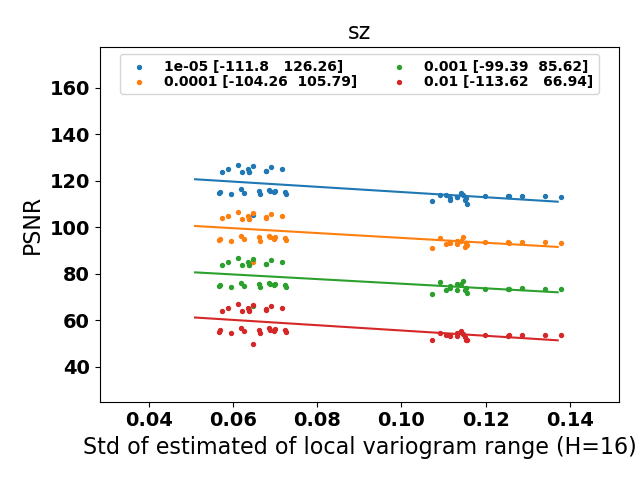 sz
1e-05 [-111.8   126.26]
0.0001 [-104.26  105.79]
0.001 [-99.39  85.62]
0.01 [-113.62   66.94]
160
140
120
100
80
60
40
PSNR
0.04 0.06 0.08 0.10 0.12 0.14
Std of estimated of local variogram range (H=16)